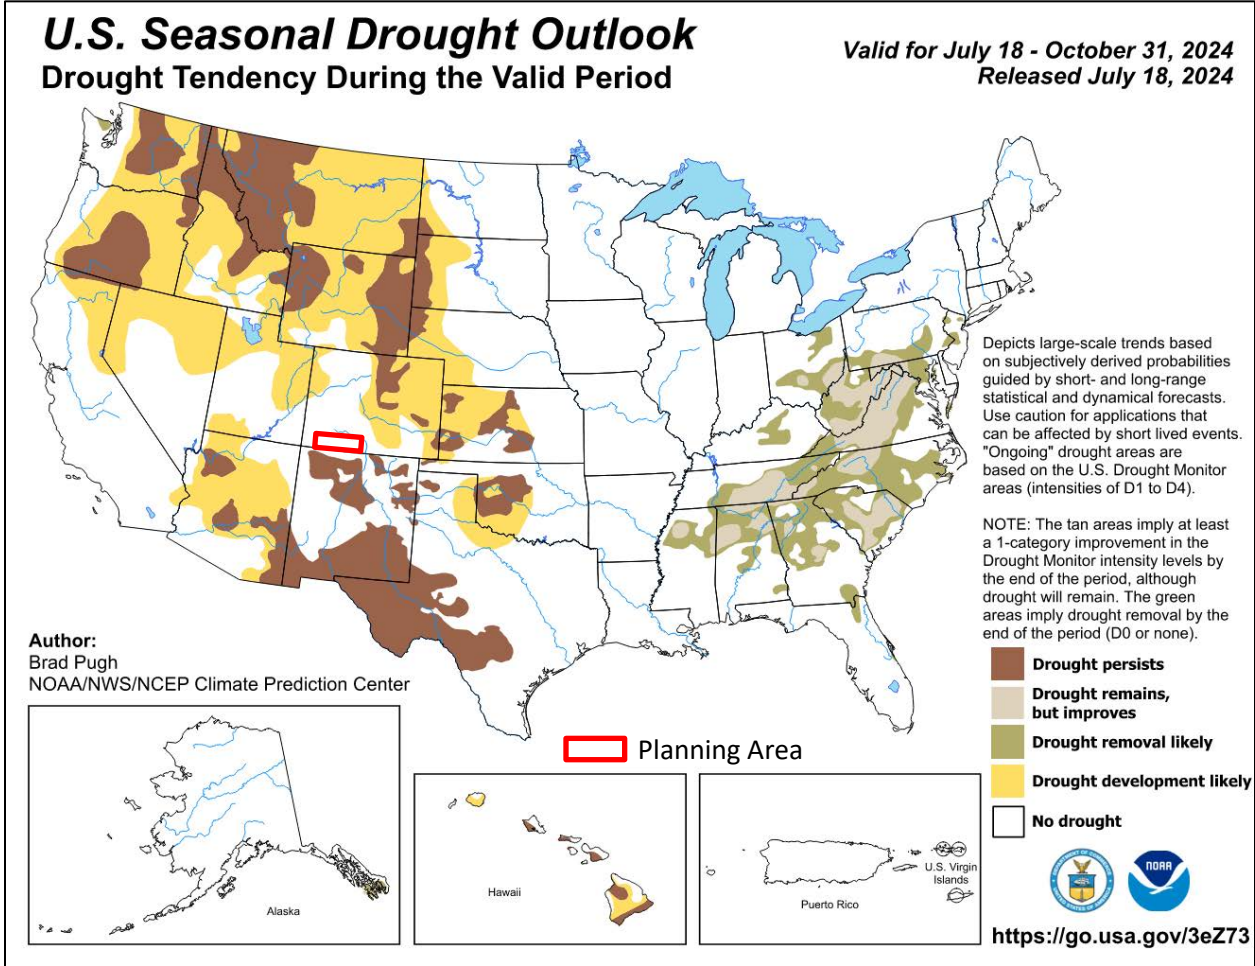 U.S. Seasonal Drought Outlook
Drought Tendency During the Valid Period
Valid for July 18 - October 31, 2024
Released July 18, 2024
Depicts large-scale trends based
on subjectively derived probabilities
guided by short- and long-range
statistical and dynamical forecasts.
Use caution for applications that
can be affected by short lived events.
"Ongoing" drought areas are
based on the U.S. Drought Monitor
areas (intensities of D1 to D4).
NOTE: The tan areas imply at least
a 1-category improvement in the
Drought Monitor intensity levels by
the end of the period, although
drought will remain. The green
areas imply drought removal by the
end of the period (D0 or none).
Author:
Brad Pugh
NOAA/NWS/NCEP Climate Prediction Center
Drought persists
Drought remains,
but improves
Drought removal likely
Drought development likely
No drought
Planning Area
Alaska
Hawaii
Puerto Rico
U.S. Virgin
Islands
NOAA
https://go.usa.gov/3eZ73